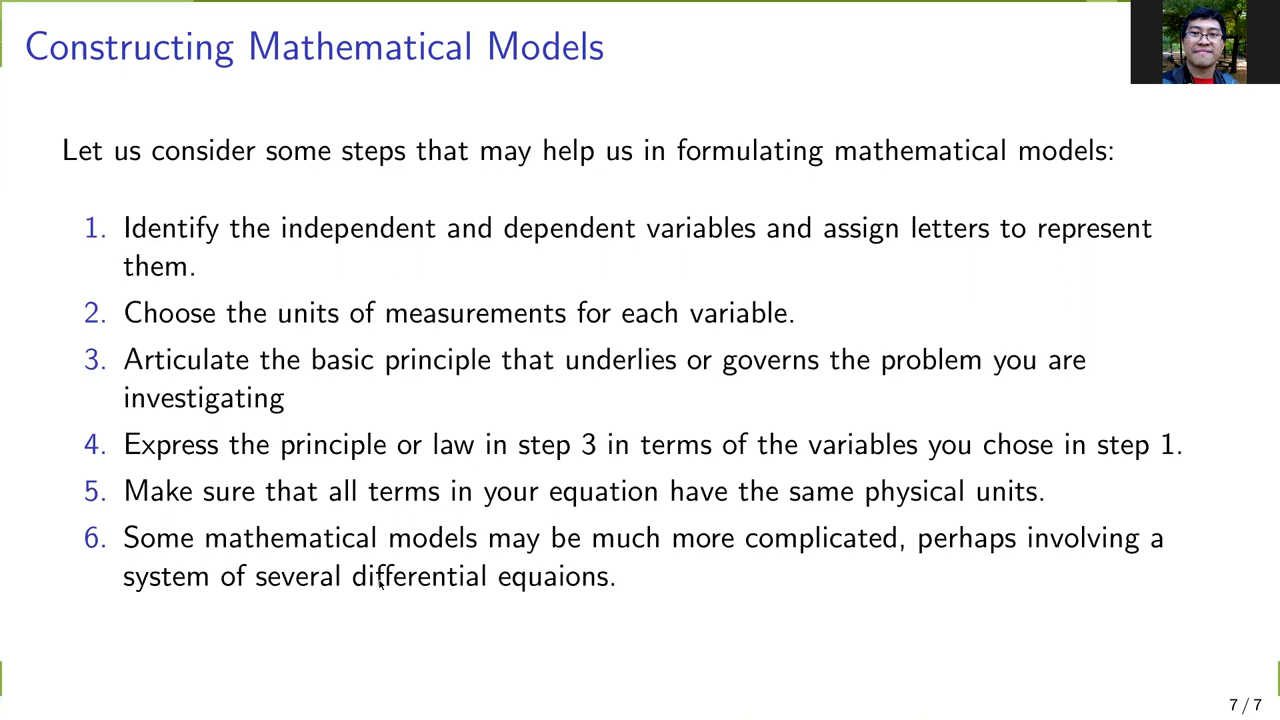 Constructing Mathematical Models
Let us consider some steps that may help us in formulating mathematical models:
1. Identify the independent and dependent variables and assign letters to represent
them.
2. Choose the units of measurements for each variable.
3. Articulate the basic principle that underlies or governs the problem you are
investigating
4. Express the principle or law in step 3 in terms of the variables you chose in step 1.
5. Make sure that all terms in your equation have the same physical units.
6. Some mathematical models may be much more complicated, perhaps involving a
system of several differential equaions.
7 / 7